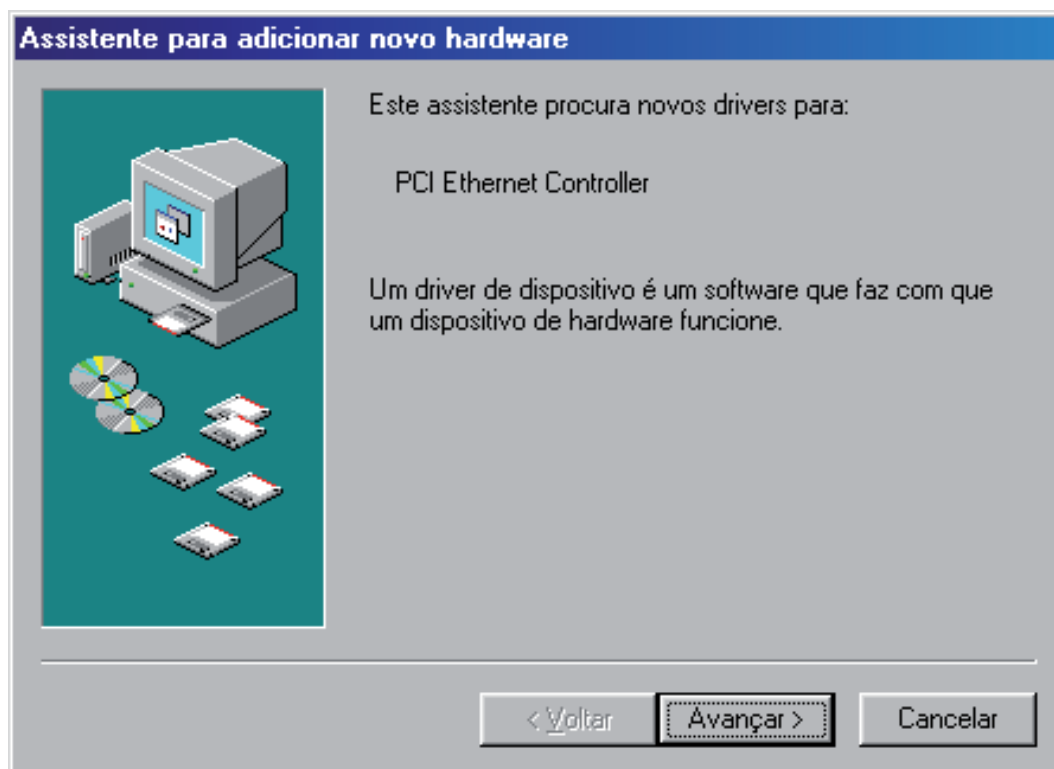 Assistente para adicionar novo hardware
Este assistente procura novos drivers para:
PCI Ethernet Controller
Um driver de dispositivo é um software que faz com que
um dispositivo de hardware funcione.
< Voltar
Avançar >
Cancelar